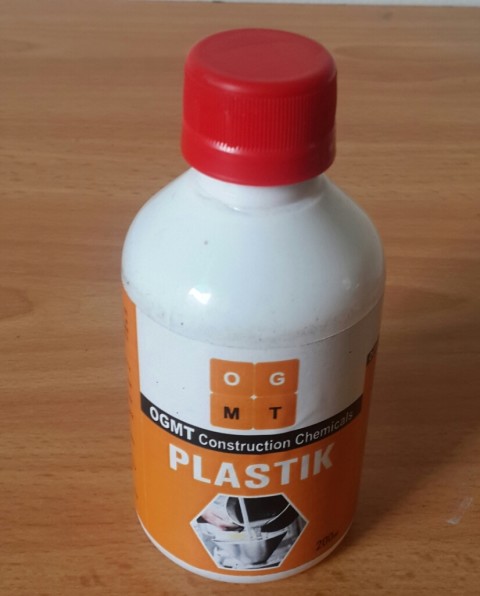 O G
M T
OGMT Construction Chemicals
PLASTIK